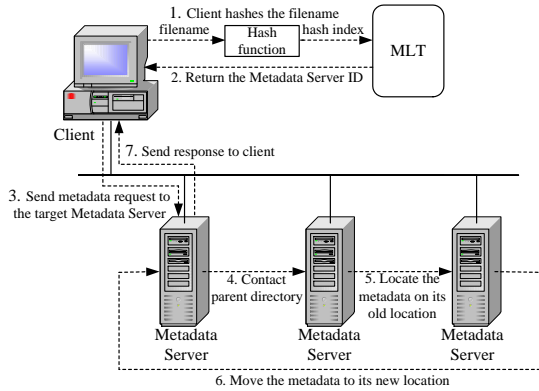 1. Client hashes the filename
filename
Hash
function
hash index
MLT
2. Return the Metadata Server ID
Client
7. Send response to client
3. Send metadata request to
the target Metadata Server
4. Contact
parent directory
5. Locate the
metadata on its
old location
Metadata
Server
Metadata
Server
Metadata
Server
6. Move the metadata to its new location